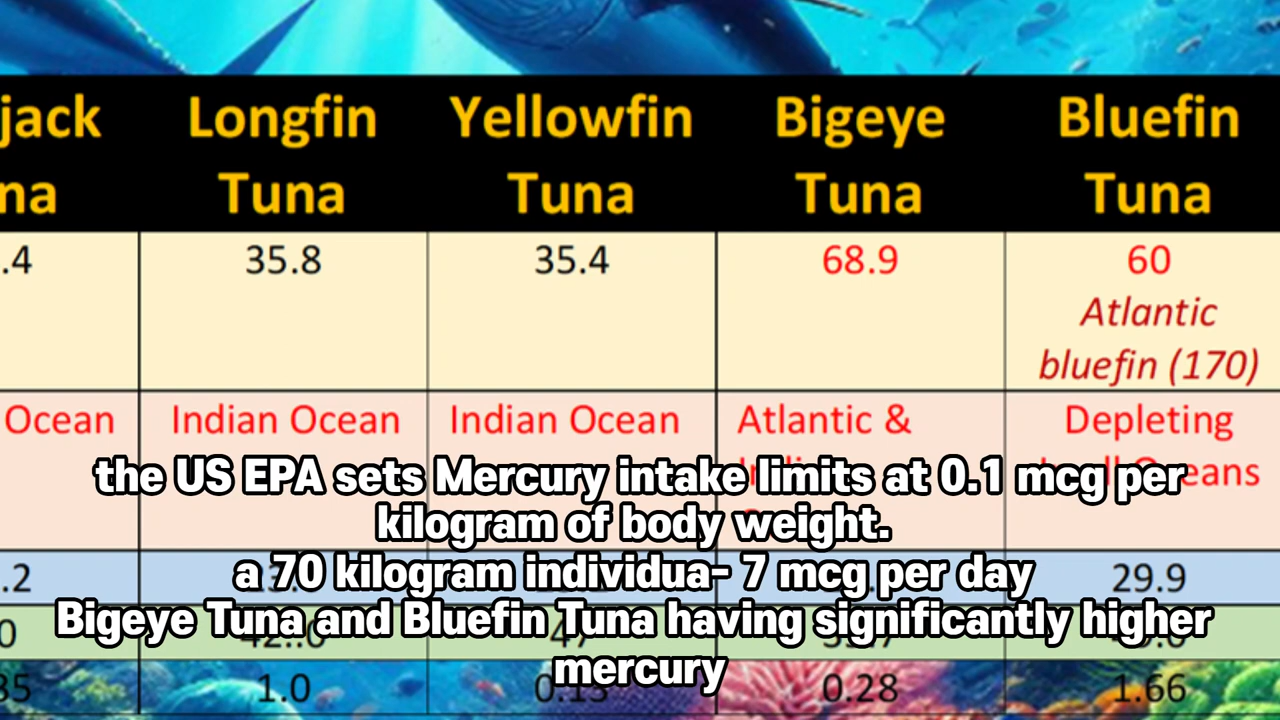 jack Longfin Yellowfin Bigeye Bluefin
na Tuna Tuna Tuna Tuna
.4 35.8 35.4 68.9 60
Atlantic
bluefin (170)
Ocean Indian Ocean Indian Ocean Atlantic & Depleting
the US EPA sets Mercury intake limits at 0.1 mcg per
kilogram of body weight.
a 70 kilogram individua- 7 mcg per day
.2 29.9
Bigeye Tuna and Bluefin Tuna having significantly higher
mercury
1.0 0.28 1.66